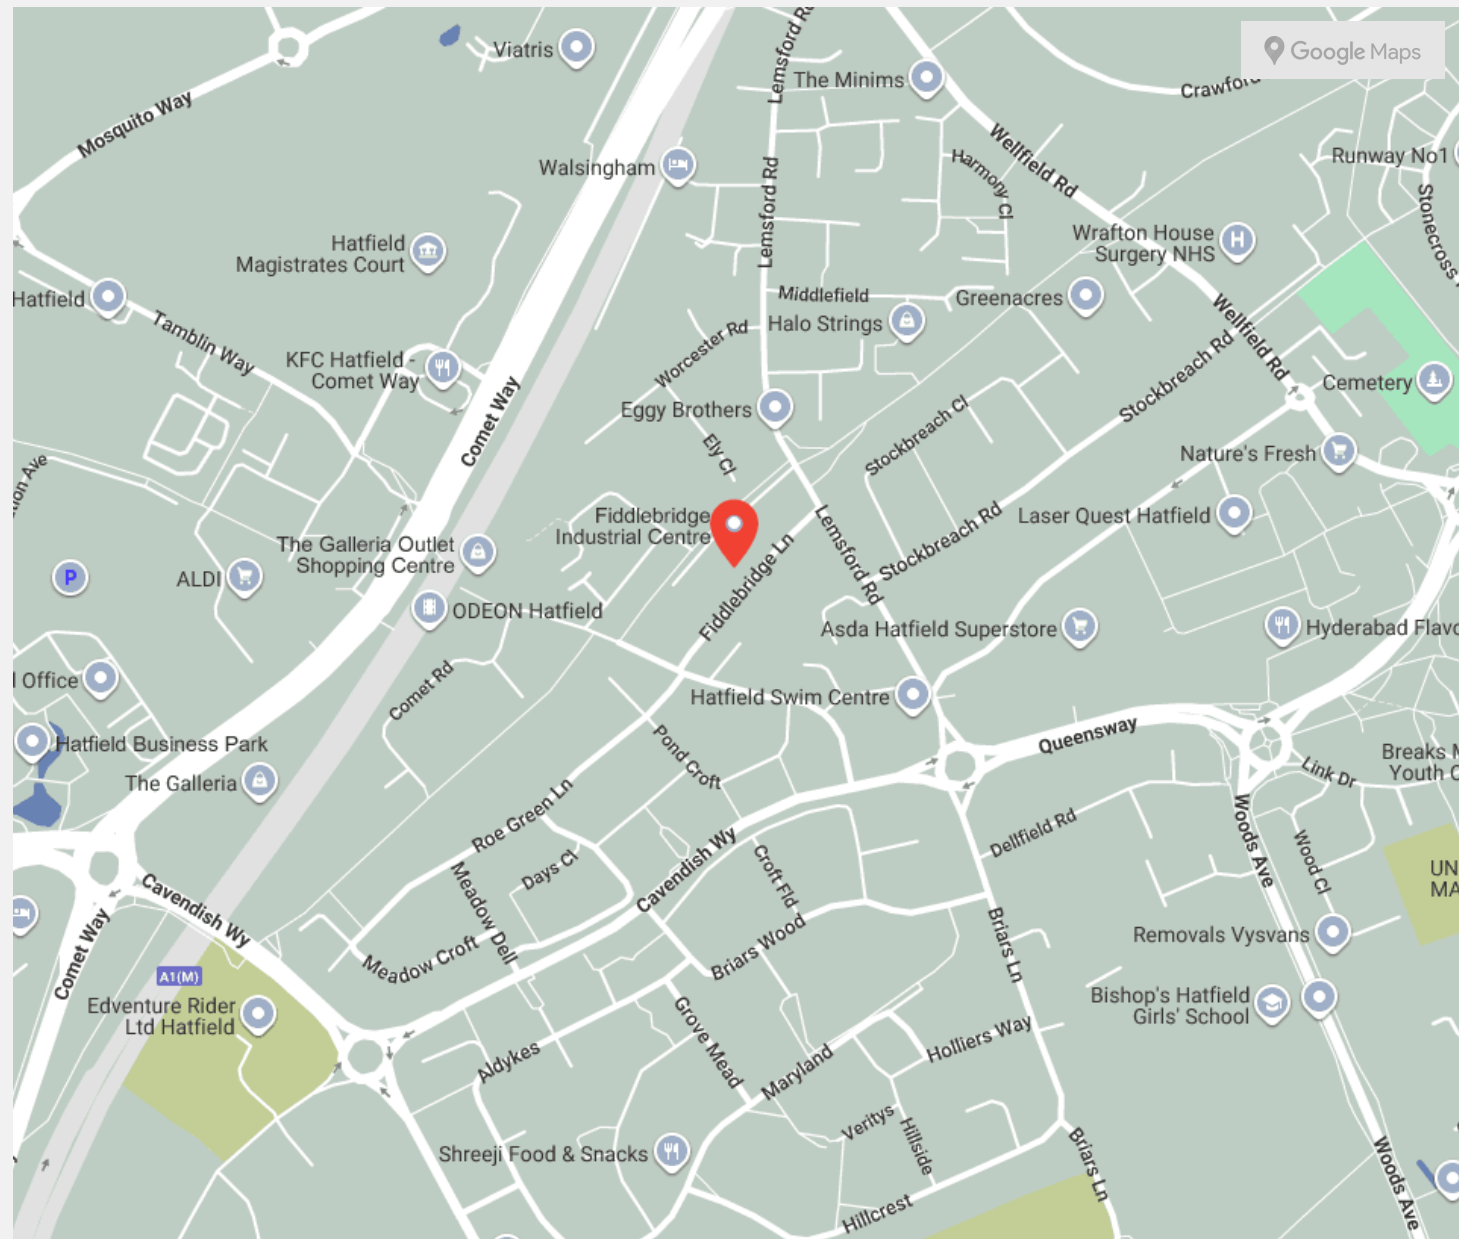 Viatris
The Minims
Lemsford Rd
Google Maps
Crawford
Mosquito Way
Wellfield Rd
Runway No1
Walsingham
Harmony Cl
Lemsford Rd
Stonecross
Hatfield
Magistrates Court
Wrafton House
Surgery NHS
Hatfield
Middlefield
Greenacres
Halo Strings
Tamblin Way
Worcester Rd
Wellfield Rd
KFC Hatfield -
Comet Way
Stockbreach Rd
Cemetery
Comet Way
Eggy Brothers
Stockbreach Cl
Ely Cl
Nature's Fresh
tion Ave
Fiddlebridge
Industrial Centre
Laser Quest Hatfield
Lemsford Rd
Stockbreach Rd
The Galleria Outlet
Shopping Centre
Fiddlebridge Ln
P
ALDI
ODEON Hatfield
Asda Hatfield Superstore
Hyderabad Flavo
l Office
Comet Rd
Hatfield Swim Centre
Hatfield Business Park
Pond Croft
Queensway
The Galleria
Link Dr
Breaks M
Youth C
Roe Green Ln
Dellfield Rd
Woods Ave
Wood Cl
Days Cl
Cavendish Wy
Croft Fld
UN
MA
Meadow Dell
Cavendish Wy
Comet Way
Meadow Croft
Briars Wood
Briars Ln
Removals Vysvans
A1(M)
Edventure Rider
Ltd Hatfield
Bishop's Hatfield
Girls' School
Grove Mead
Aldykes
Holliers Way
Maryland
Veritys
Hillside
Shreeji Food & Snacks
Briars Ln
Woods Ave
Hillcrest